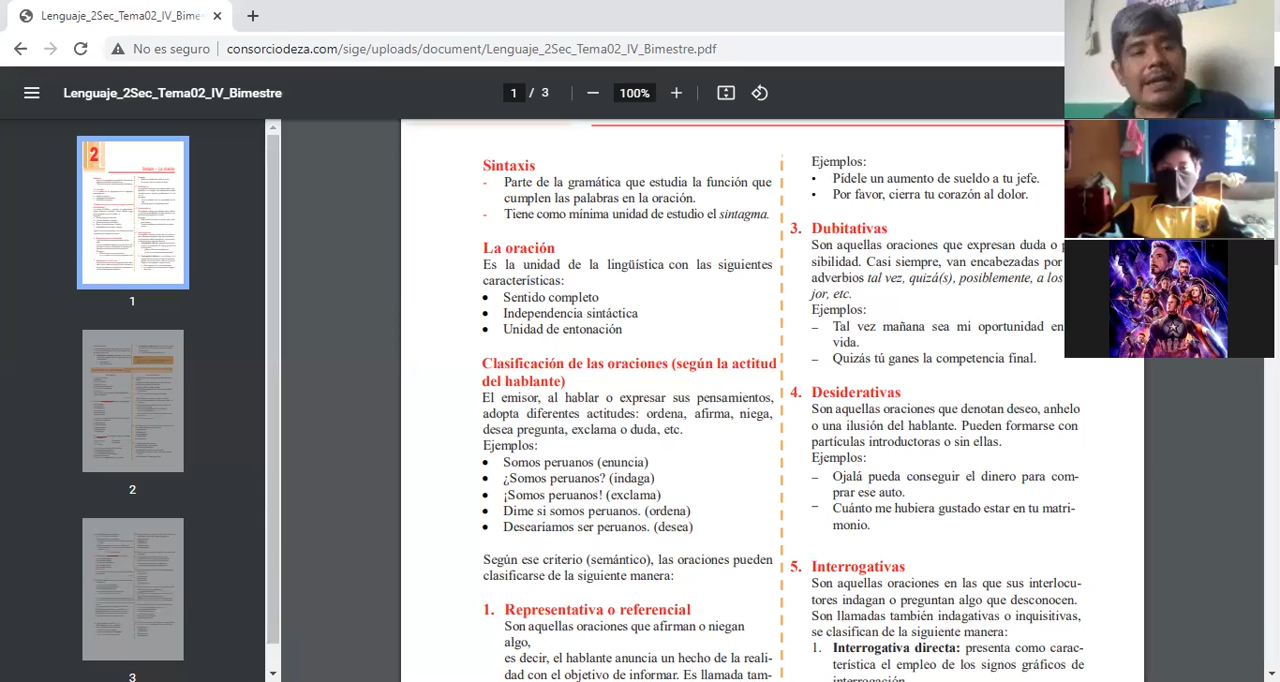 Lenguaje_2Sec_Tema02_IV_Bime
No es seguro
consorciodeza.com/sige/uploads/document/Lenguaje_2Sec_Tema02_IV_Bimestre.pdf
Lenguaje_2Sec_Tema02_IV_Bimestre
1 / 3
100%
2
1
2
3
Sintaxis
- Parte de la gramática que estudia la función que
cumplen las palabras en la oración.
- Tiene como mínima unidad de estudio el sintagma.
La oración
Es la unidad de la lingüística con las siguientes
características:
• Sentido completo
• Independencia sintáctica
• Unidad de entonación
Clasificación de las oraciones (según la actitud
del hablante)
El emisor, al hablar o expresar sus pensamientos,
adopta diferentes actitudes: ordena, afirma, niega,
desea pregunta, exclama o duda, etc.
Ejemplos:
• Somos peruanos (enuncia)
• ¿Somos peruanos? (indaga)
• ¡Somos peruanos! (exclama)
• Dime si somos peruanos. (ordena)
• Desearíamos ser peruanos. (desea)
Según ese criterio (semántico), las oraciones pueden
clasificarse de la siguiente manera:
1. Representativa o referencial
Son aquellas oraciones que afirman o niegan
algo,
es decir, el hablante anuncia un hecho de la reali-
dad con el objetivo de informar. Es llamada tam-
Ejemplos:
• Pídele un aumento de sueldo a tu jefe.
• Por favor, cierra tu corazón al dolor.
3. Dubitativas
Son aquellas oraciones que expresan duda o
sibilidad. Casi siempre, van encabezadas por
adverbios tal vez, quizá(s), posiblemente, a los
jor, etc.
Ejemplos:
– Tal vez mañana sea mi oportunidad en
vida.
– Quizás tú ganes la competencia final.
4. Desiderativas
Son aquellas oraciones que denotan deseo, anhelo
o una ilusión del hablante. Pueden formarse con
partículas introductoras o sin ellas.
Ejemplos:
– Ojalá pueda conseguir el dinero para com-
prar ese auto.
– Cuánto me hubiera gustado estar en tu matri-
monio.
5. Interrogativas
Son aquellas oraciones en las que sus interlocu-
tores indagan o preguntan algo que desconocen.
Son llamadas también indagativas o inquisitivas,
se clasifican de la siguiente manera:
1. Interrogativa directa: presenta como carac-
terística el empleo de los signos gráficos de
interrogación.